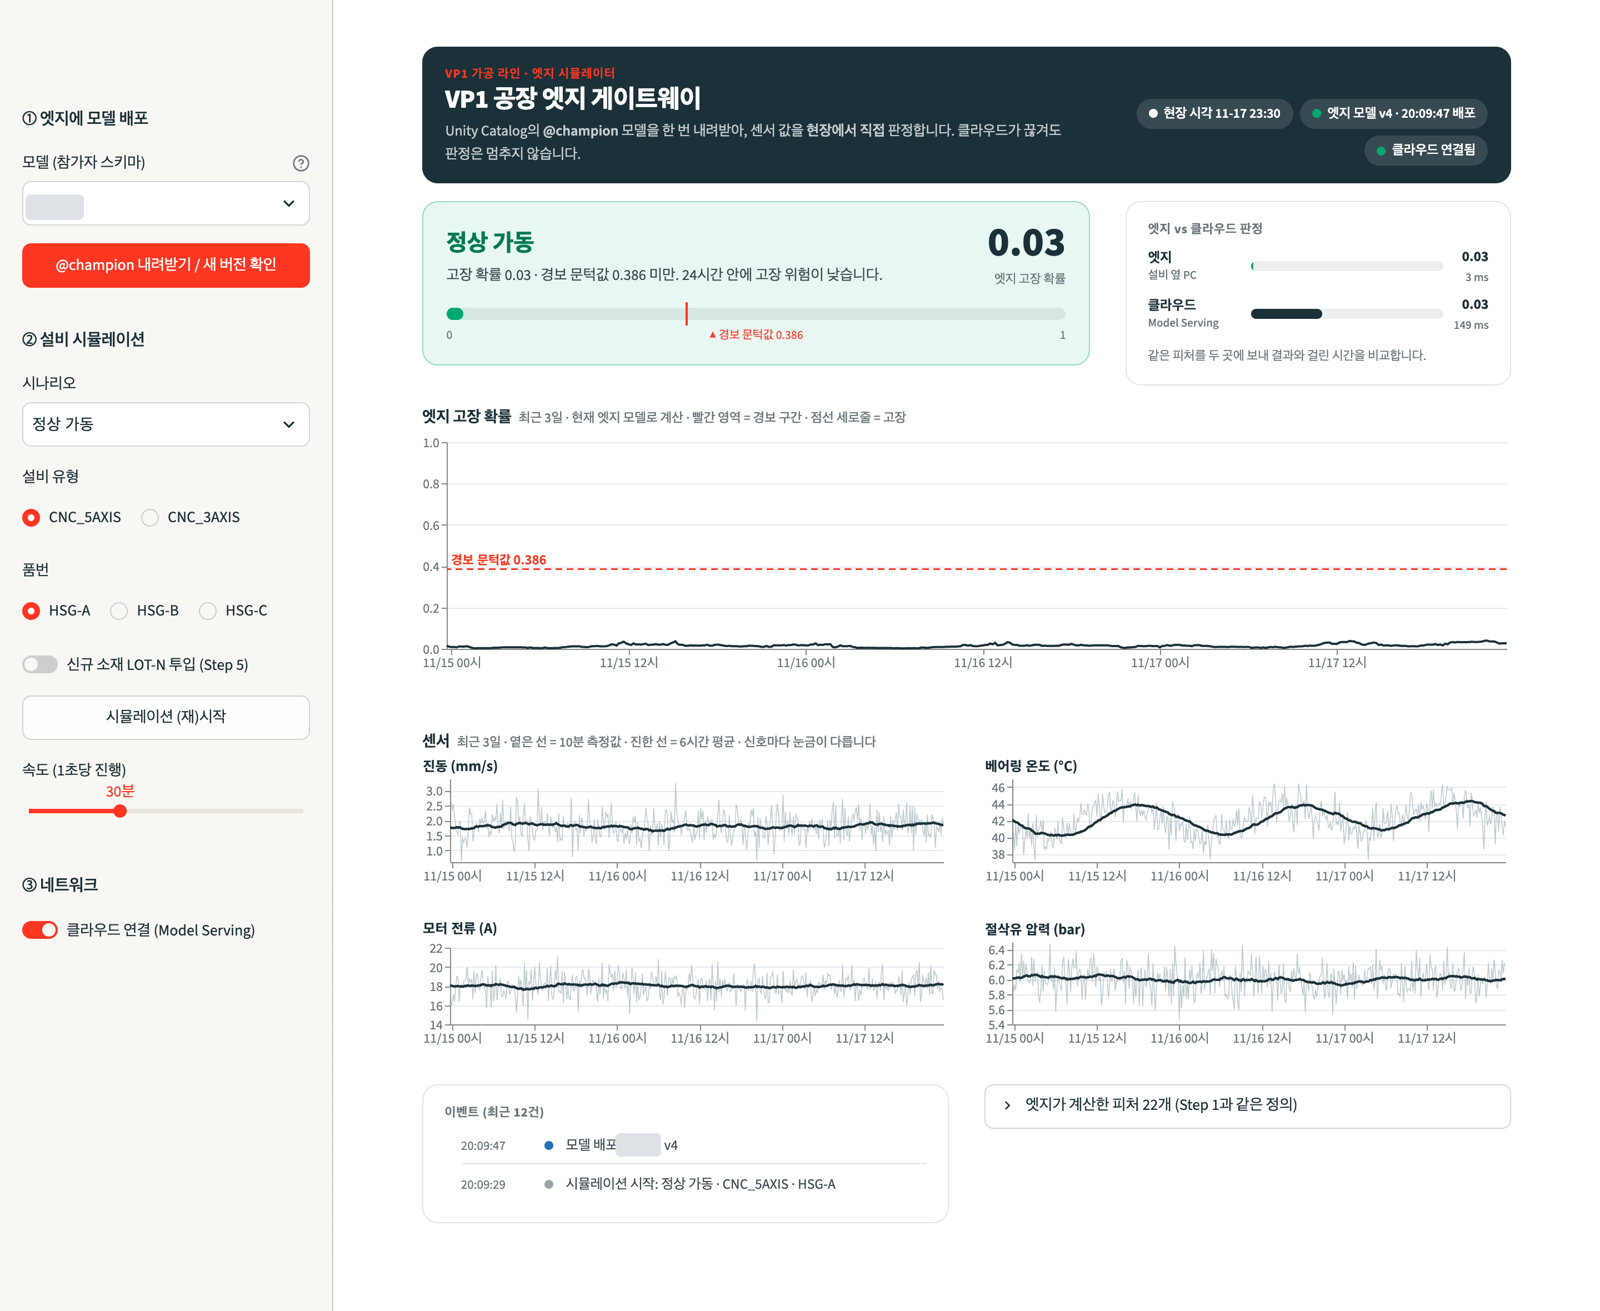 ① 엣지에 모델 배포
모델 (참가자 스키마)
@champion 내려받기 / 새 버전 확인
② 설비 시뮬레이션
시나리오
정상 가동
설비 유형
CNC_5AXIS CNC_3AXIS
품번
HSG-A HSG-B HSG-C
신규 소재 LOT-N 투입 (Step 5)
시뮬레이션 (재)시작
속도 (1초당 진행)
30분
③ 네트워크
클라우드 연결 (Model Serving)
VP1 가공 라인 · 엣지 시뮬레이터
VP1 공장 엣지 게이트웨이
Unity Catalog의 @champion 모델을 한 번 내려받아, 센서 값을 현장에서 직접 판정합니다. 클라우드가 끊겨도
판정은 멈추지 않습니다.
현장 시각 11-17 23:30
엣지 모델 v4 · 20:09:47 배포
클라우드 연결됨
정상 가동
고장 확률 0.03 · 경보 문턱값 0.386 미만. 24시간 안에 고장 위험이 낮습니다.
0.03
엣지 고장 확률
0
▲ 경보 문턱값 0.386
1
엣지 vs 클라우드 판정
엣지
설비 옆 PC
0.03
3 ms
클라우드
Model Serving
0.03
149 ms
같은 피처를 두 곳에 보내 결과와 걸린 시간을 비교합니다.
엣지 고장 확률 최근 3일 · 현재 엣지 모델로 계산 · 빨간 영역 = 경보 구간 · 점선 세로줄 = 고장
1.0
0.8
0.6
경보 문턱값 0.386
0.4
0.2
0.0
11/15 00시 11/15 12시 11/16 00시 11/16 12시 11/17 00시 11/17 12시
센서 최근 3일 · 옅은 선 = 10분 측정값 · 진한 선 = 6시간 평균 · 신호마다 눈금이 다릅니다
진동 (mm/s)
3.0
2.5
2.0
1.5
1.0
11/15 00시 11/15 12시 11/16 00시 11/16 12시 11/17 00시 11/17 12시
베어링 온도 (°C)
46
44
42
40
38
11/15 00시 11/15 12시 11/16 00시 11/16 12시 11/17 00시 11/17 12시
모터 전류 (A)
22
20
18
16
14
11/15 00시 11/15 12시 11/16 00시 11/16 12시 11/17 00시 11/17 12시
절삭유 압력 (bar)
6.4
6.2
6.0
5.8
5.6
5.4
11/15 00시 11/15 12시 11/16 00시 11/16 12시 11/17 00시 11/17 12시
이벤트 (최근 12건)
20:09:47 모델 배포 v4
20:09:29 시뮬레이션 시작: 정상 가동 · CNC_5AXIS · HSG-A
엣지가 계산한 피처 22개 (Step 1과 같은 정의)